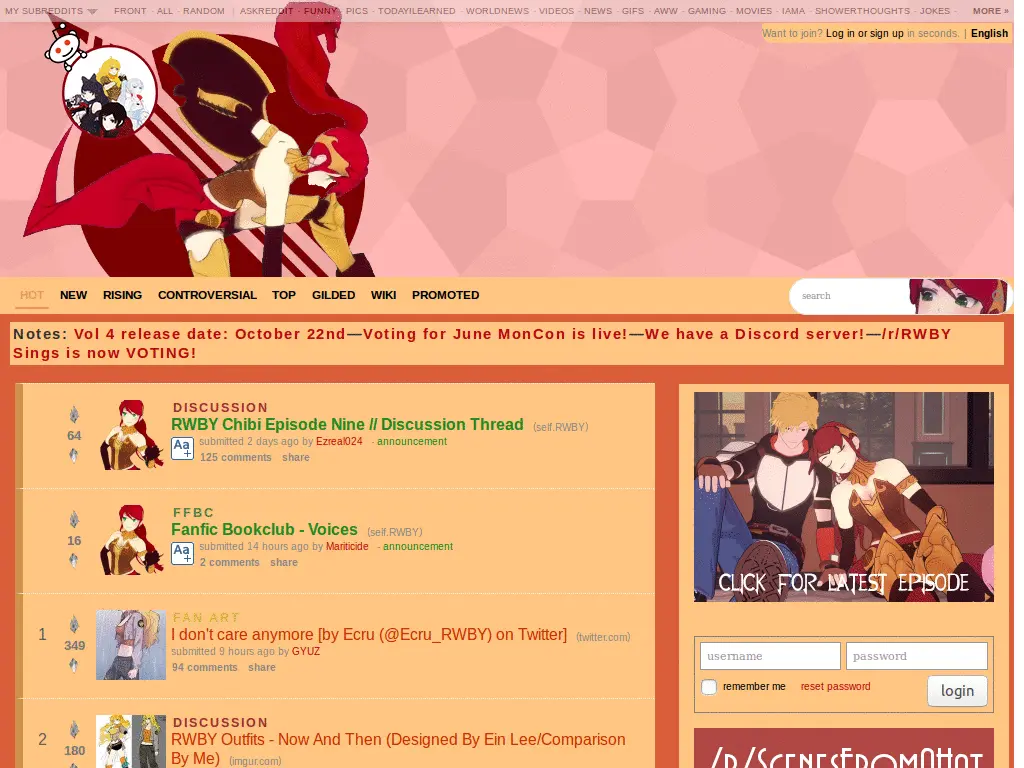 MY SUBREDDITS FRONT - ALL - RANDOM | ASKREDDIT - FUNNY - PICS - TODAYILEARNED - WORLDNEWS - VIDEOS - NEWS - GIFS - AWW - GAMING - MOVIES - IAMA - SHOWERTHOUGHTS - JOKES - MORE »
Want to join? Log in or sign up in seconds. | English
HOT NEW RISING CONTROVERSIAL TOP GILDED WIKI PROMOTED
search
Notes: Vol 4 release date: October 22nd—Voting for June MonCon is live!—We have a Discord server!—/r/RWBY
Sings is now VOTING!
DISCUSSION
RWBY Chibi Episode Nine // Discussion Thread (self.RWBY)
64
Aa+
submitted 2 days ago by Ezreal024 - announcement
125 comments share
FFBC
Fanfic Bookclub - Voices (self.RWBY)
16
Aa+
submitted 14 hours ago by Mariticide - announcement
2 comments share
FAN ART
1
349
I don't care anymore [by Ecru (@Ecru_RWBY) on Twitter] (twitter.com)
submitted 9 hours ago by GYUZ
94 comments share
DISCUSSION
2
180
RWBY Outfits - Now And Then (Designed By Ein Lee/Comparison
By Me) (imgur.com)
CLICK FOR LATEST EPISODE
username password
remember me reset password login
/R/SCENESFROMAHAT